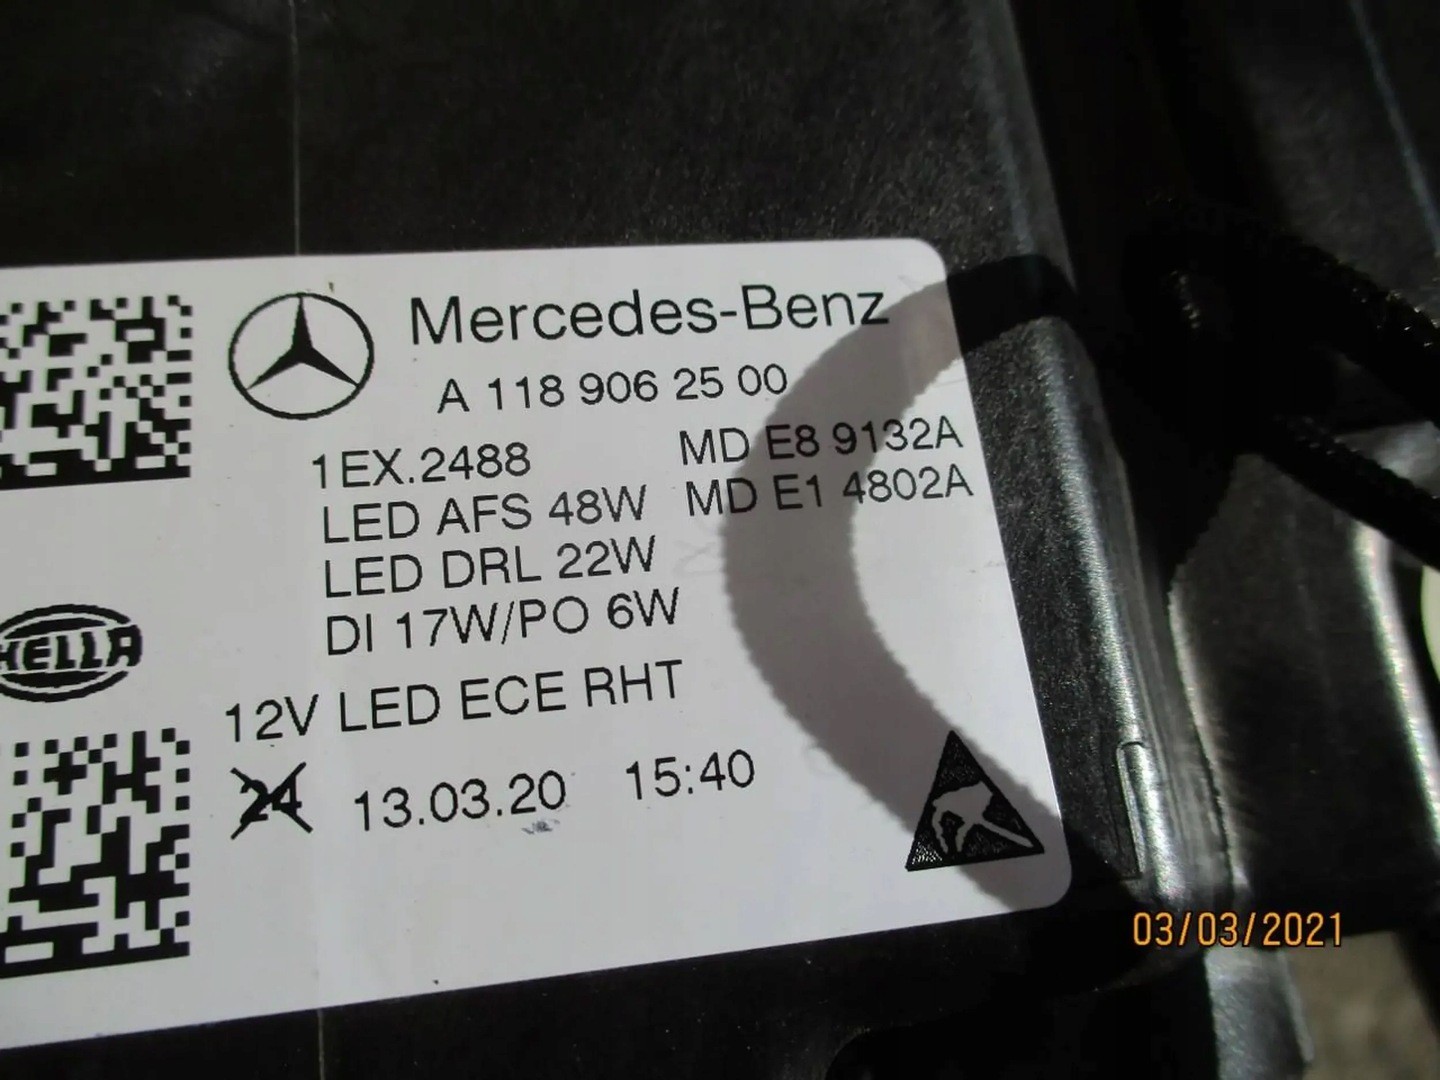 Mercedes-Benz
A 118 906 25 00
1EX.2488 MD E8 9132A
LED AFS 48W MD E1 4802A
LED DRL 22W
DI 17W/PO 6W
HELLA
12V LED ECE RHT
24 13.03.20 15:40
03/03/2021